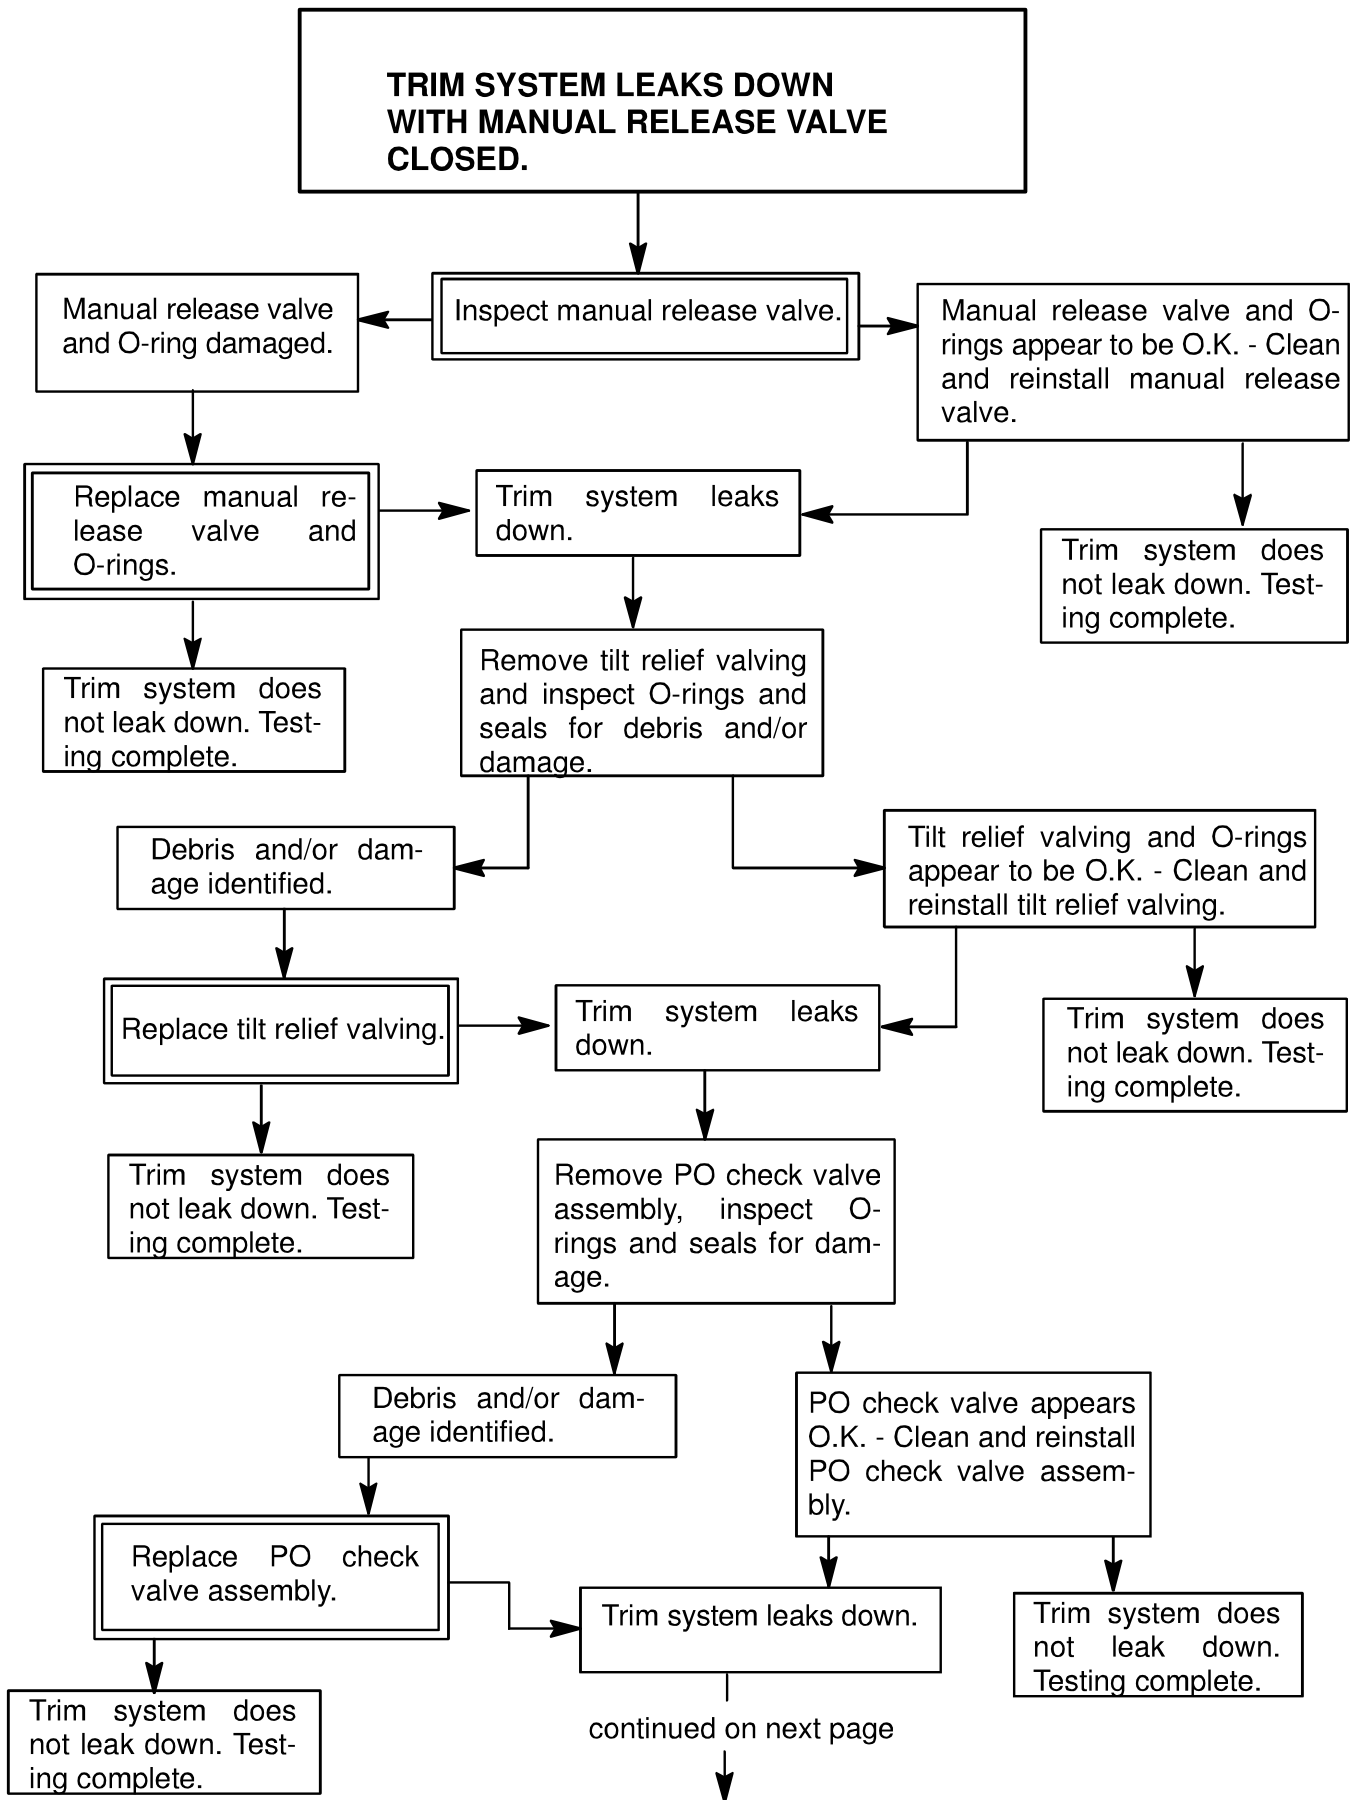 TRIM SYSTEM LEAKS DOWN
WITH MANUAL RELEASE VALVE
CLOSED.
Inspect manual release valve.
Manual release valve
and O-ring damaged.
Manual release valve and O-
rings appear to be O.K. - Clean
and reinstall manual release
valve.
Replace manual re-
lease valve and
O-rings.
Trim system leaks
down.
Trim system does
not leak down. Test-
ing complete.
Trim system does
not leak down. Test-
ing complete.
Remove tilt relief valving
and inspect O-rings and
seals for debris and/or
damage.
Debris and/or dam-
age identified.
Tilt relief valving and O-rings
appear to be O.K. - Clean and
reinstall tilt relief valving.
Replace tilt relief valving.
Trim system leaks
down.
Trim system does
not leak down. Test-
ing complete.
Trim system does
not leak down. Test-
ing complete.
Remove PO check valve
assembly, inspect O-
rings and seals for dam-
age.
Debris and/or dam-
age identified.
PO check valve appears
O.K. - Clean and reinstall
PO check valve assem-
bly.
Replace PO check
valve assembly.
Trim system leaks down.
Trim system does
not leak down.
Testing complete.
Trim system does
not leak down. Test-
ing complete.
continued on next page